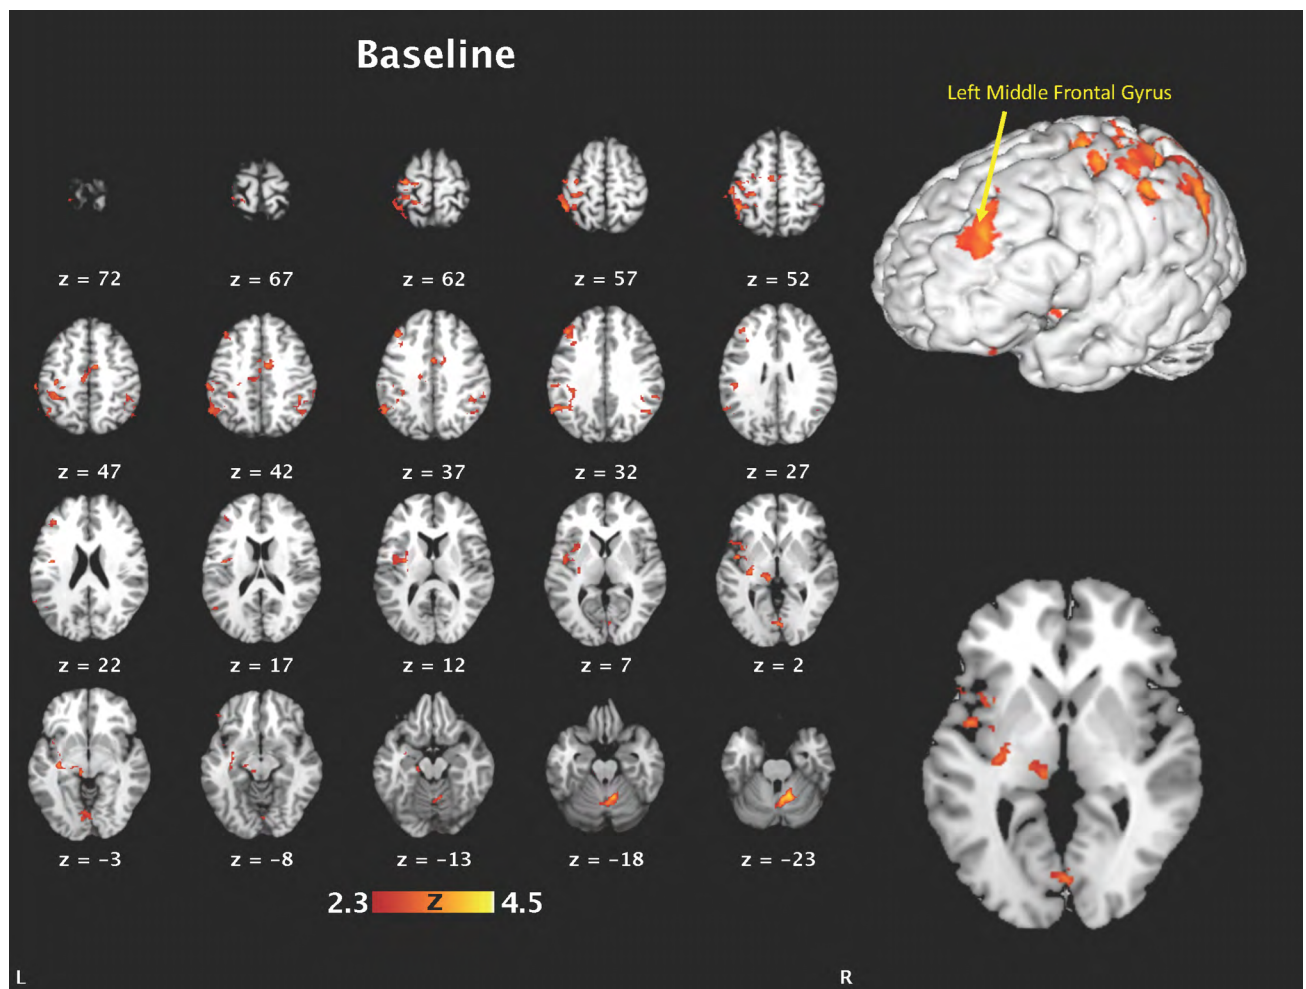 Baseline
Left Middle Frontal Gyrus
z = 72 z = 67 z = 62 z = 57 z = 52
z = 47 z = 42 z = 37 z = 32 z = 27
z = 22 z = 17 z = 12 z = 7 z = 2
z = -3 z = -8 z = -13 z = -18 z = -23
2.3 Z 4.5
L R